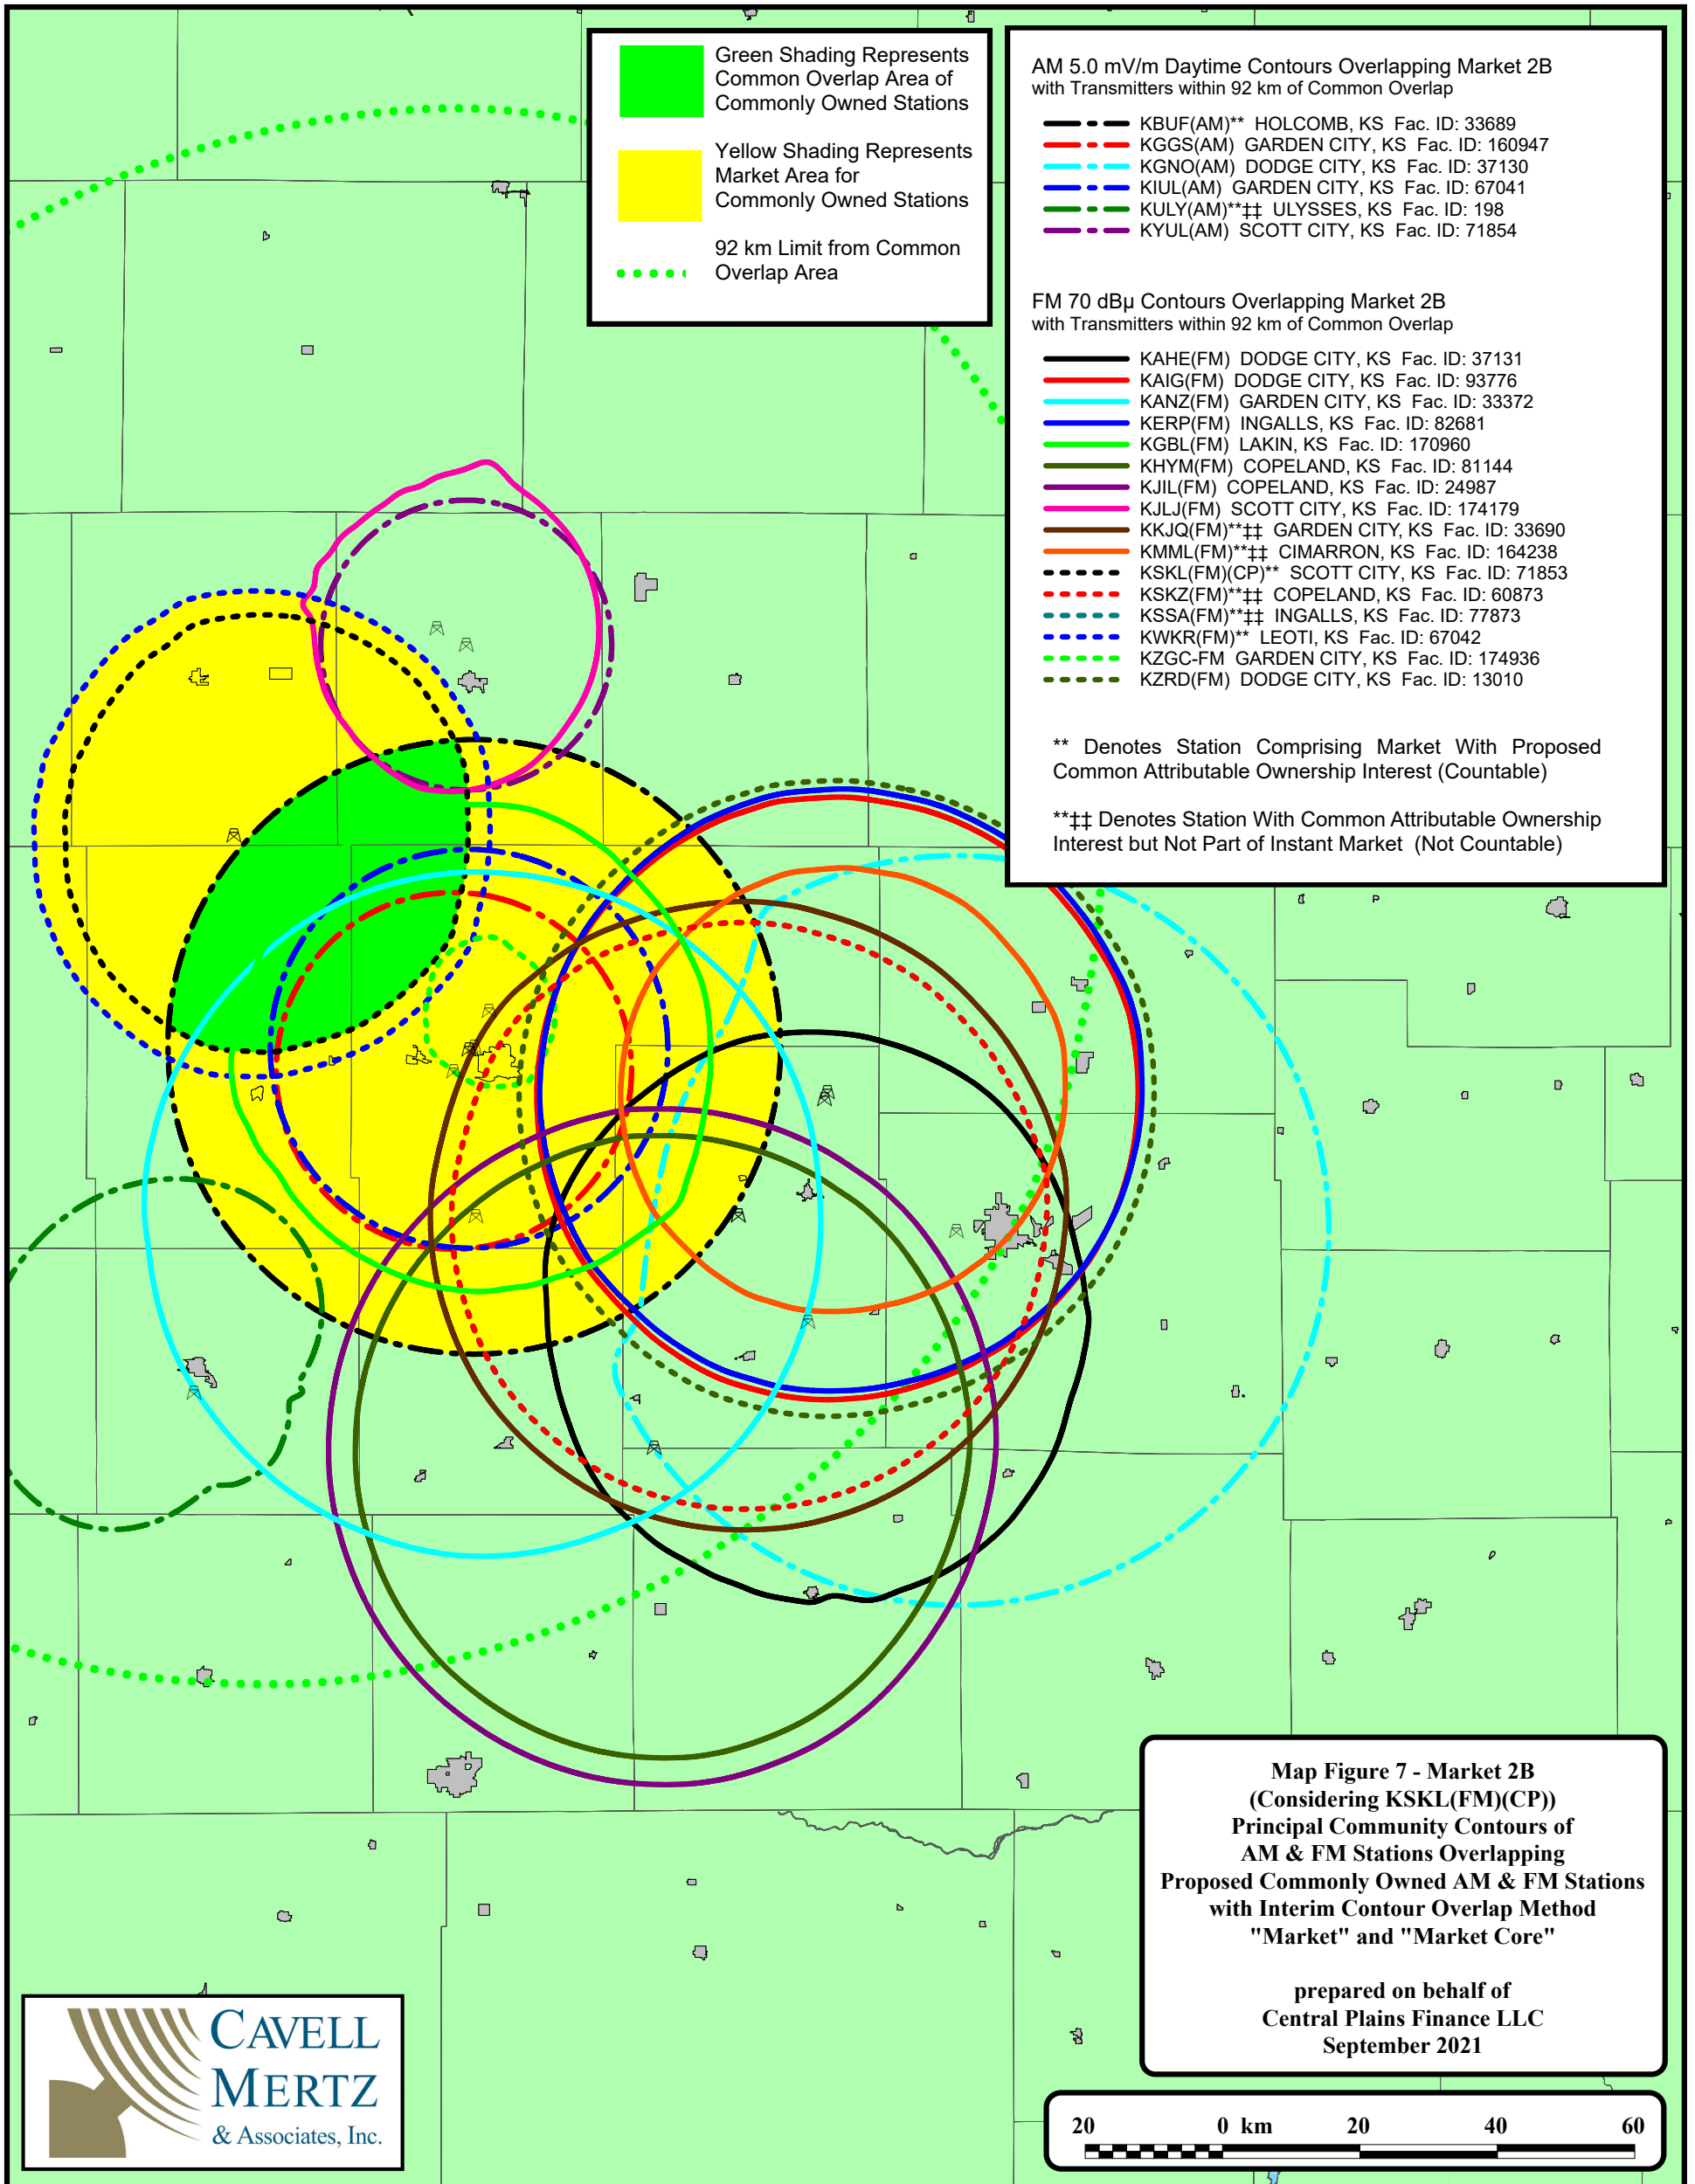 Green Shading Represents
Common Overlap Area of
Commonly Owned Stations
Yellow Shading Represents
Market Area for
Commonly Owned Stations
92 km Limit from Common
Overlap Area
AM 5.0 mV/m Daytime Contours Overlapping Market 2B
with Transmitters within 92 km of Common Overlap
KBUF(AM)** HOLCOMB, KS Fac. ID: 33689
KGGS(AM) GARDEN CITY, KS Fac. ID: 160947
KGNO(AM) DODGE CITY, KS Fac. ID: 37130
KIUL(AM) GARDEN CITY, KS Fac. ID: 67041
KULY(AM)**‡‡ ULYSSES, KS Fac. ID: 198
KYUL(AM) SCOTT CITY, KS Fac. ID: 71854
FM 70 dBµ Contours Overlapping Market 2B
with Transmitters within 92 km of Common Overlap
KAHE(FM) DODGE CITY, KS Fac. ID: 37131
KAIG(FM) DODGE CITY, KS Fac. ID: 93776
KANZ(FM) GARDEN CITY, KS Fac. ID: 33372
KERP(FM) INGALLS, KS Fac. ID: 82681
KGBL(FM) LAKIN, KS Fac. ID: 170960
KHYM(FM) COPELAND, KS Fac. ID: 81144
KJIL(FM) COPELAND, KS Fac. ID: 24987
KJLJ(FM) SCOTT CITY, KS Fac. ID: 174179
KKJQ(FM)**‡‡ GARDEN CITY, KS Fac. ID: 33690
KMML(FM)**‡‡ CIMARRON, KS Fac. ID: 164238
KSKL(FM)(CP)** SCOTT CITY, KS Fac. ID: 71853
KSKZ(FM)**‡‡ COPELAND, KS Fac. ID: 60873
KSSA(FM)**‡‡ INGALLS, KS Fac. ID: 77873
KWKR(FM)** LEOTI, KS Fac. ID: 67042
KZGC-FM GARDEN CITY, KS Fac. ID: 174936
KZRD(FM) DODGE CITY, KS Fac. ID: 13010
** Denotes Station Comprising Market With Proposed
Common Attributable Ownership Interest (Countable)
**‡‡ Denotes Station With Common Attributable Ownership
Interest but Not Part of Instant Market (Not Countable)
Map Figure 7 - Market 2B
(Considering KSKL(FM)(CP))
Principal Community Contours of
AM & FM Stations Overlapping
Proposed Commonly Owned AM & FM Stations
with Interim Contour Overlap Method
"Market" and "Market Core"
prepared on behalf of
Central Plains Finance LLC
September 2021
CAVELL
MERTZ
& Associates, Inc.
20 0 km 20 40 60